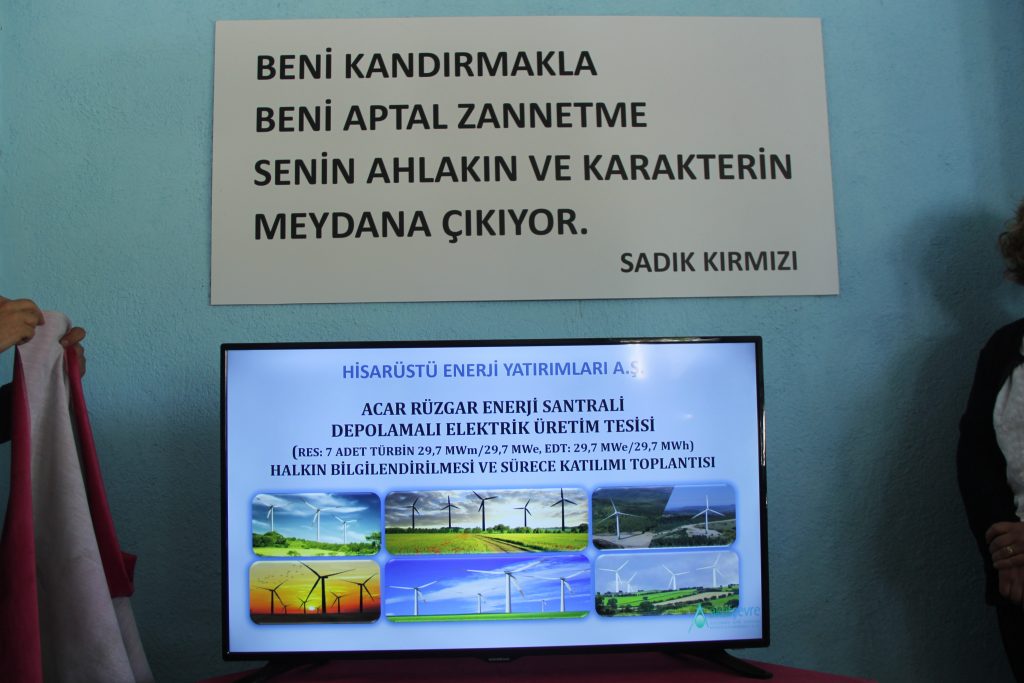 BENİ KANDIRMAKLA
BENİ APTAL ZANNETME
SENİN AHLAKIN VE KARAKTERİN
MEYDANA ÇIKIYOR.
SADIK KIRMIZI
HİSARÜSTÜ ENERJİ YATIRIMLARI A.Ş.
ACAR RÜZGAR ENERJİ SANTRALİ
DEPOLAMALI ELEKTRİK ÜRETİM TESİSİ
(RES: 7 ADET TÜRBİN 29,7 MWm/29,7 MWe, EDT: 29,7 MWe/29,7 MWh)
HALKIN BİLGİLENDİRİLMESİ VE SÜRECE KATILIMI TOPLANTISI